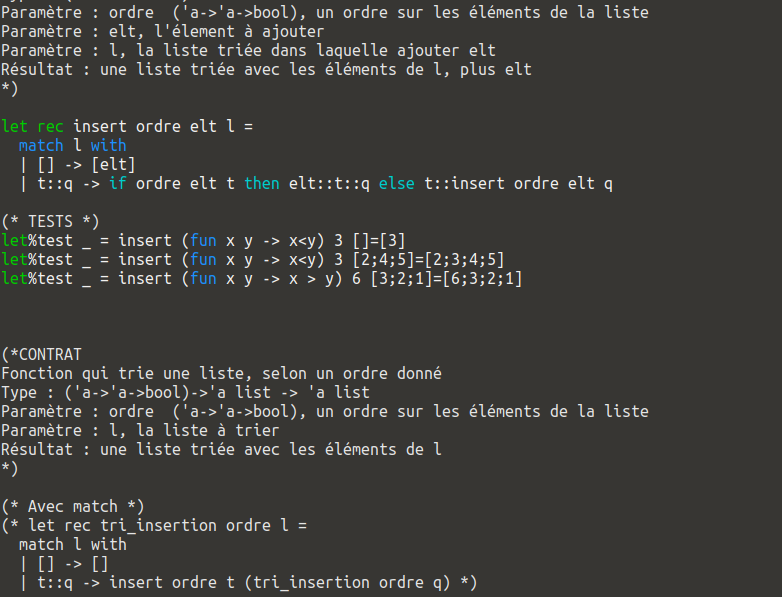 Paramètre : ordre  ('a->'a->bool), un ordre sur les éléments de la liste
Paramètre : elt, l'élement à ajouter
Paramètre : l, la liste triée dans laquelle ajouter elt
Résultat : une liste triée avec les éléments de l, plus elt
*)

let rec insert ordre elt l =
  match l with
  | [] -> [elt]
  | t::q -> if ordre elt t then elt::t::q else t::insert ordre elt q

(* TESTS *)
let%test _ = insert (fun x y -> x<y) 3 []=[3]
let%test _ = insert (fun x y -> x<y) 3 [2;4;5]=[2;3;4;5]
let%test _ = insert (fun x y -> x > y) 6 [3;2;1]=[6;3;2;1]

(*CONTRAT
Fonction qui trie une liste, selon un ordre donné
Type : ('a->'a->bool)->'a list -> 'a list
Paramètre : ordre  ('a->'a->bool), un ordre sur les éléments de la liste
Paramètre : l, la liste à trier
Résultat : une liste triée avec les éléments de l
*)

(* Avec match *)
(* let rec tri_insertion ordre l =
  match l with
  | [] -> []
  | t::q -> insert ordre t (tri_insertion ordre q) *)